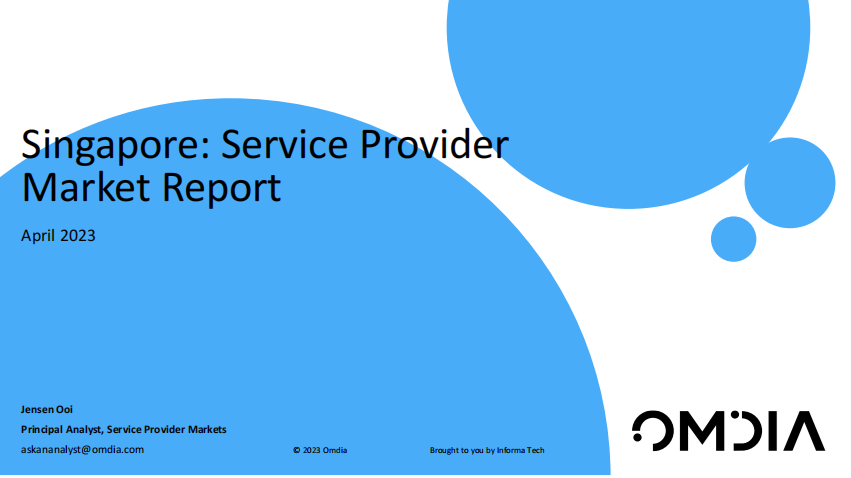 Singapore: Service Provider
Market Report
April 2023
Jensen Ooi
Principal Analyst, Service Provider Markets
askananalyst@omdia.com
© 2023 Omdia
Brought to you by Informa Tech
OMDIA